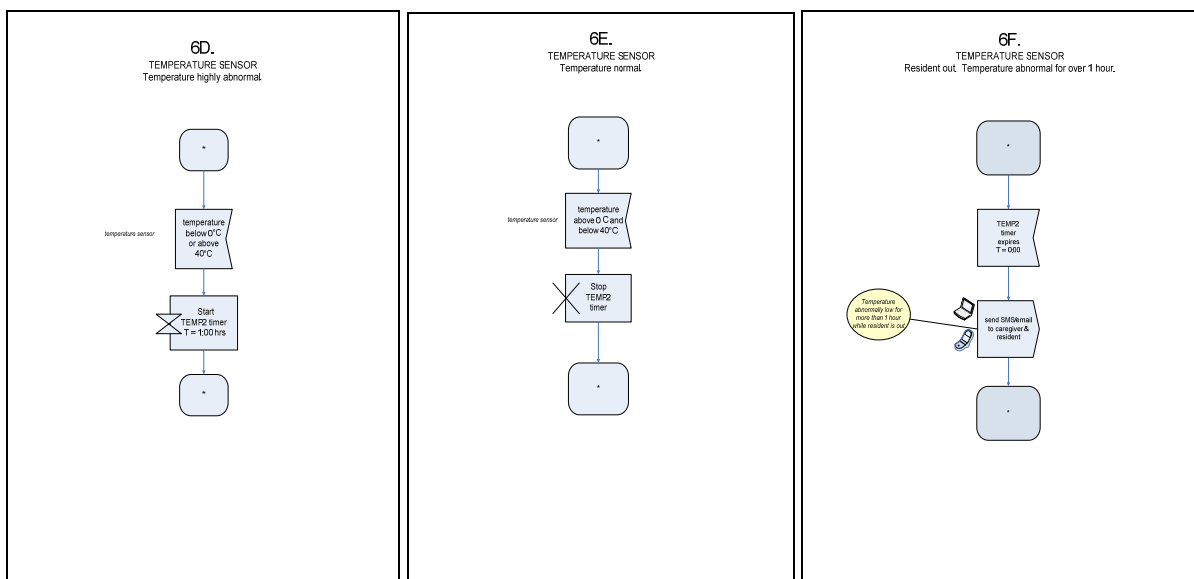 6D.
TEMPERATURE SENSOR
Temperature highly abnormal
*
temperature sensor
temperature
below 0°C
or above
40°C
Start
TEMP2 timer
T = 1:00 hrs
*
6E.
TEMPERATURE SENSOR
Temperature normal
*
temperature sensor
temperature
above 0 C and
below 40°C
Stop
TEMP2
timer
*
6F.
TEMPERATURE SENSOR
Resident out. Temperature abnormal for over 1 hour.
*
TEMP2
timer
expires
T = 0:00
Temperature
abnormally low for
more than 1 hour
while resident is out
send SMS/email
to caregiver &
resident
*